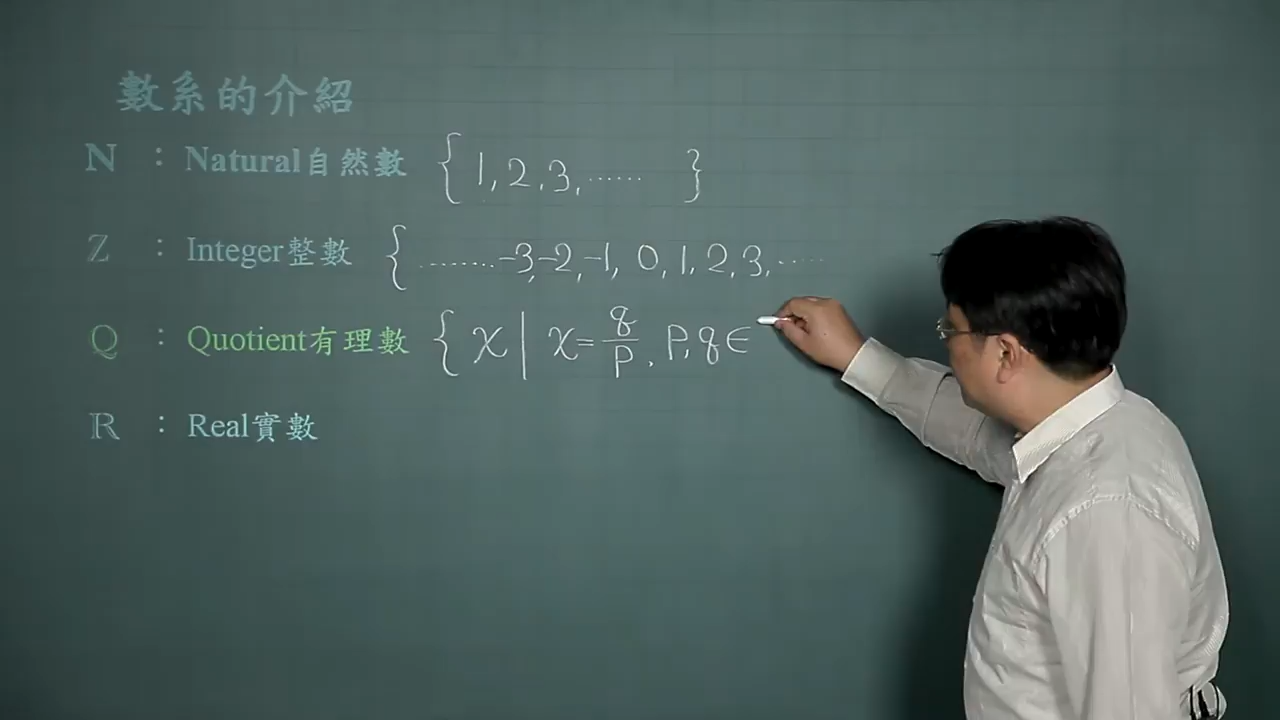 數系的介紹
N : Natural自然數 { 1, 2, 3, ...... }
Z : Integer整數 { ........ -3, -2, -1, 0, 1, 2, 3, .....
Q : Quotient有理數 { x | x = q/p, p, q ∈
R : Real實數